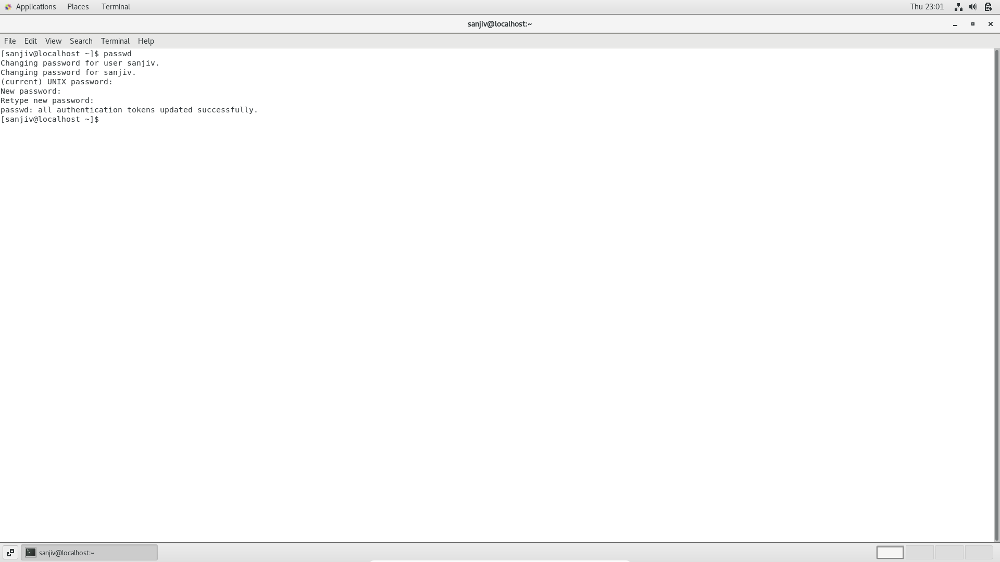 Applications Places Terminal Thu 23:01
sanjiv@localhost:~
File Edit View Search Terminal Help
[sanjiv@localhost ~]$ passwd
Changing password for user sanjiv.
Changing password for sanjiv.
(current) UNIX password:
New password:
Retype new password:
passwd: all authentication tokens updated successfully.
[sanjiv@localhost ~]$
sanjiv@localhost:~